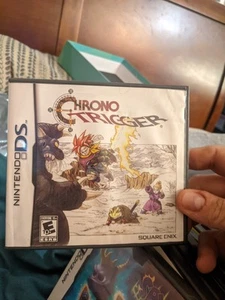 NINTENDO DS
CHRONO
TRIGGER
E
SQUARE ENIX